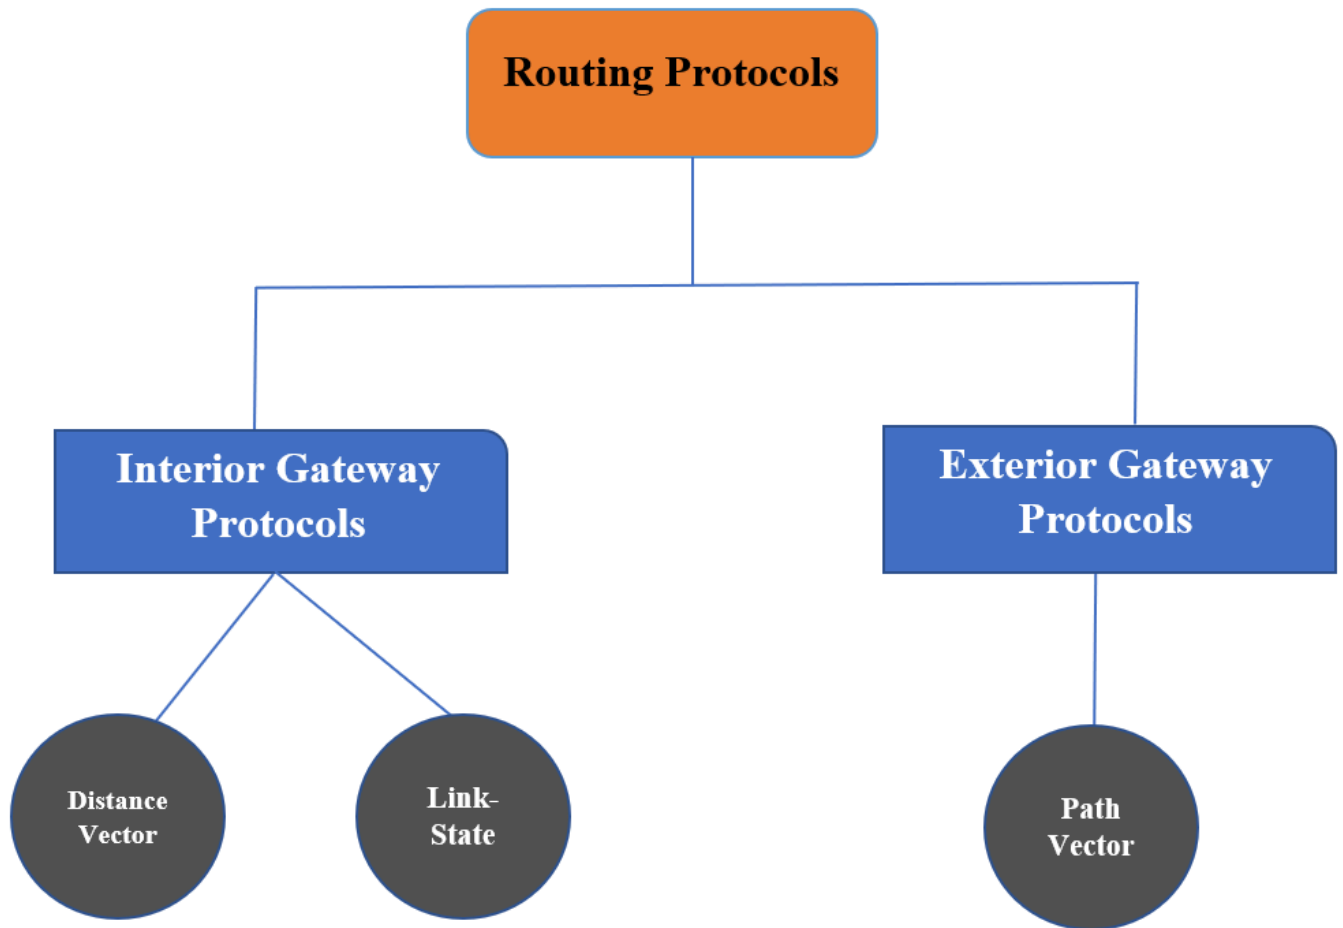 Routing Protocols
Interior Gateway
Protocols
Exterior Gateway
Protocols
Distance
Vector
Link-
State
Path
Vector